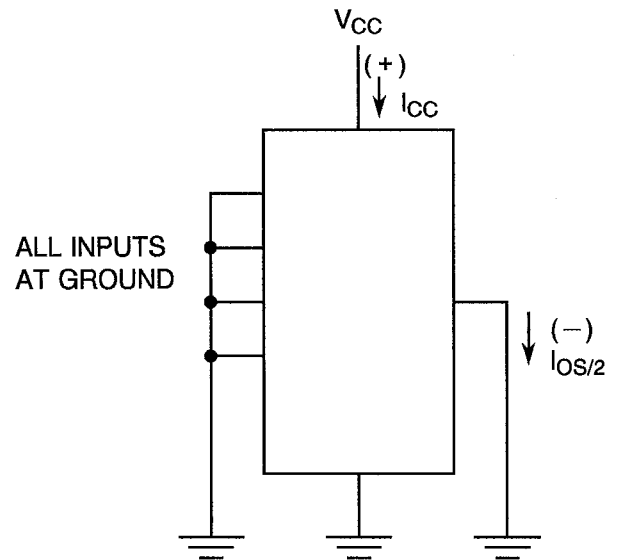 VCC
(+)
ICC
ALL INPUTS
AT GROUND
(−)
IOS/2